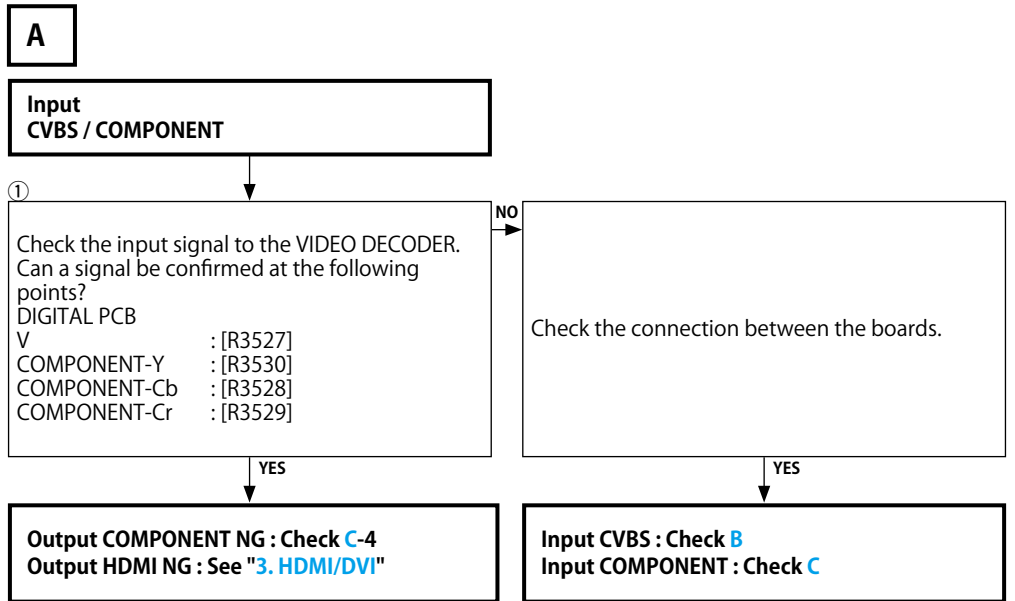 A
Input
CVBS / COMPONENT
①
Check the input signal to the VIDEO DECODER.
Can a signal be confirmed at the following
points?
DIGITAL PCB
V : [R3527]
COMPONENT-Y : [R3530]
COMPONENT-Cb : [R3528]
COMPONENT-Cr : [R3529]
NO
Check the connection between the boards.
YES
Output COMPONENT NG : Check C-4
Output HDMI NG : See "3. HDMI/DVI"
YES
Input CVBS : Check B
Input COMPONENT : Check C